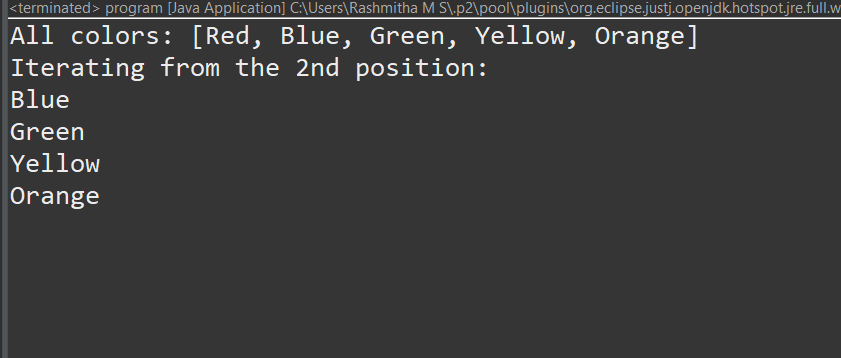 <terminated> program [Java Application] C:\Users\Rashmitha M S\.p2\pool\plugins\org.eclipse.justj.openjdk.hotspot.jre.full.w
All colors: [Red, Blue, Green, Yellow, Orange]
Iterating from the 2nd position:
Blue
Green
Yellow
Orange